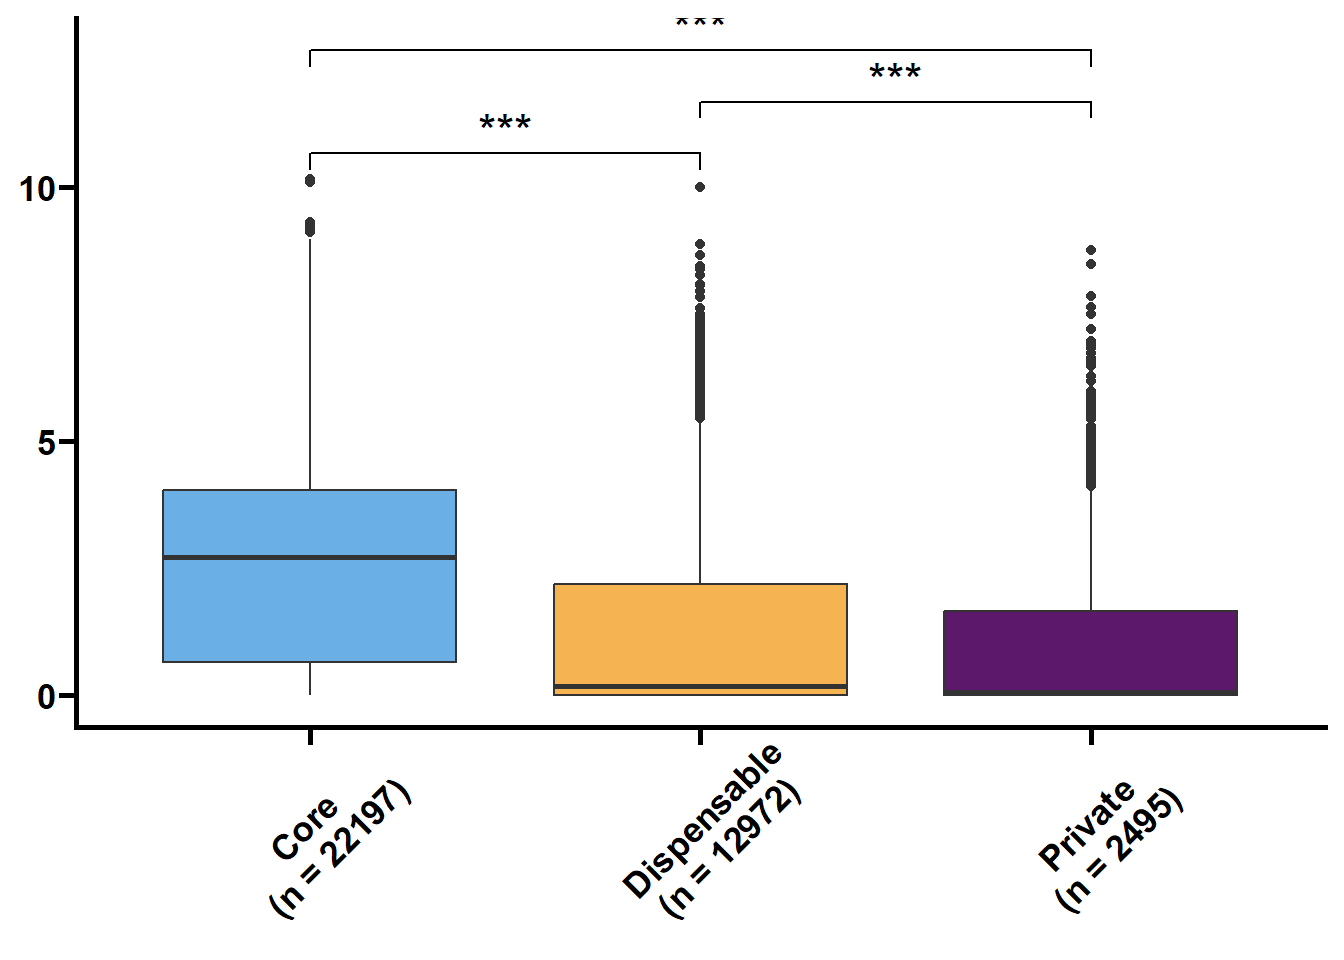 ***
***
***
10
5
0
Core
(n = 22197)
Dispensable
(n = 12972)
Private
(n = 2495)